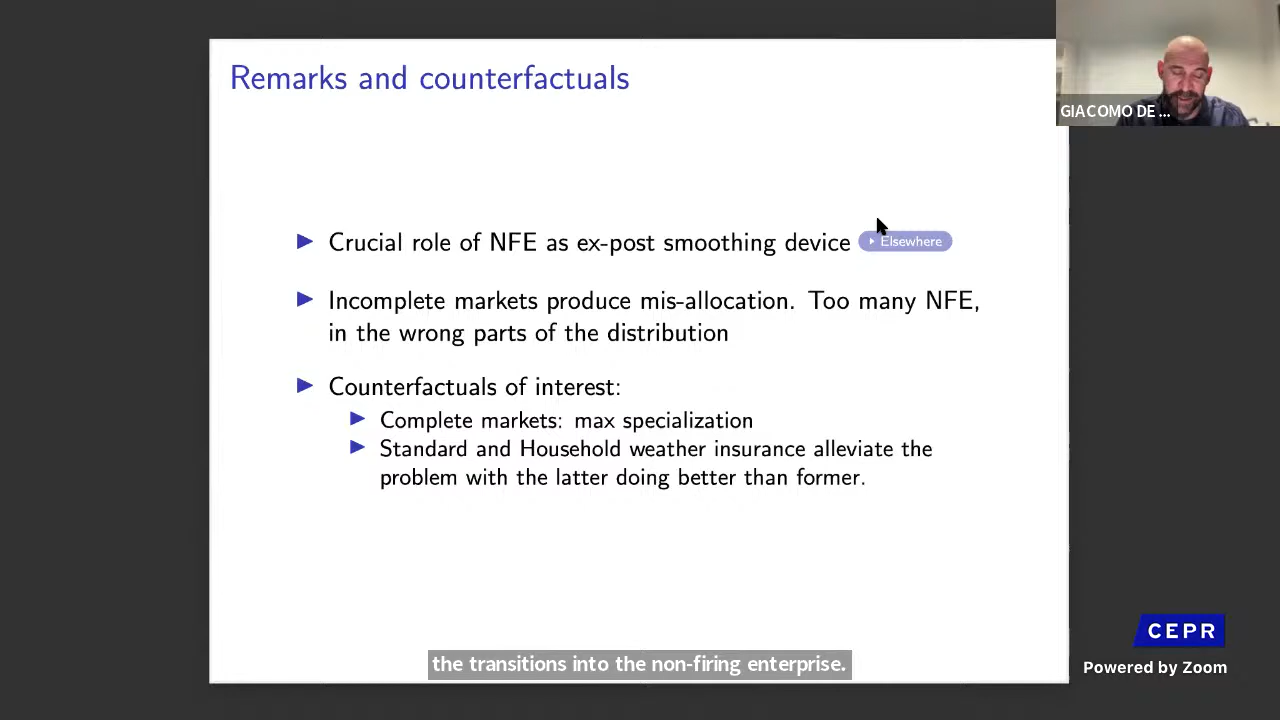 Remarks and counterfactuals
GIACOMO DE ...
Crucial role of NFE as ex-post smoothing device
Elsewhere
Incomplete markets produce mis-allocation. Too many NFE,
in the wrong parts of the distribution
Counterfactuals of interest:
Complete markets: max specialization
Standard and Household weather insurance alleviate the
problem with the latter doing better than former.
CEPR
the transitions into the non-firing enterprise.
Powered by Zoom